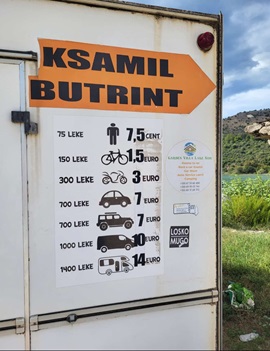 KSAMIL
BUTRINT
75 LEKE 7,5 CENT
150 LEKE 1,5 EURO
300 LEKE 3 EURO
700 LEKE 7 EURO
700 LEKE 7 EURO
1000 LEKE 10 EURO
1400 LEKE 14 EURO
LOSKO
MUGO